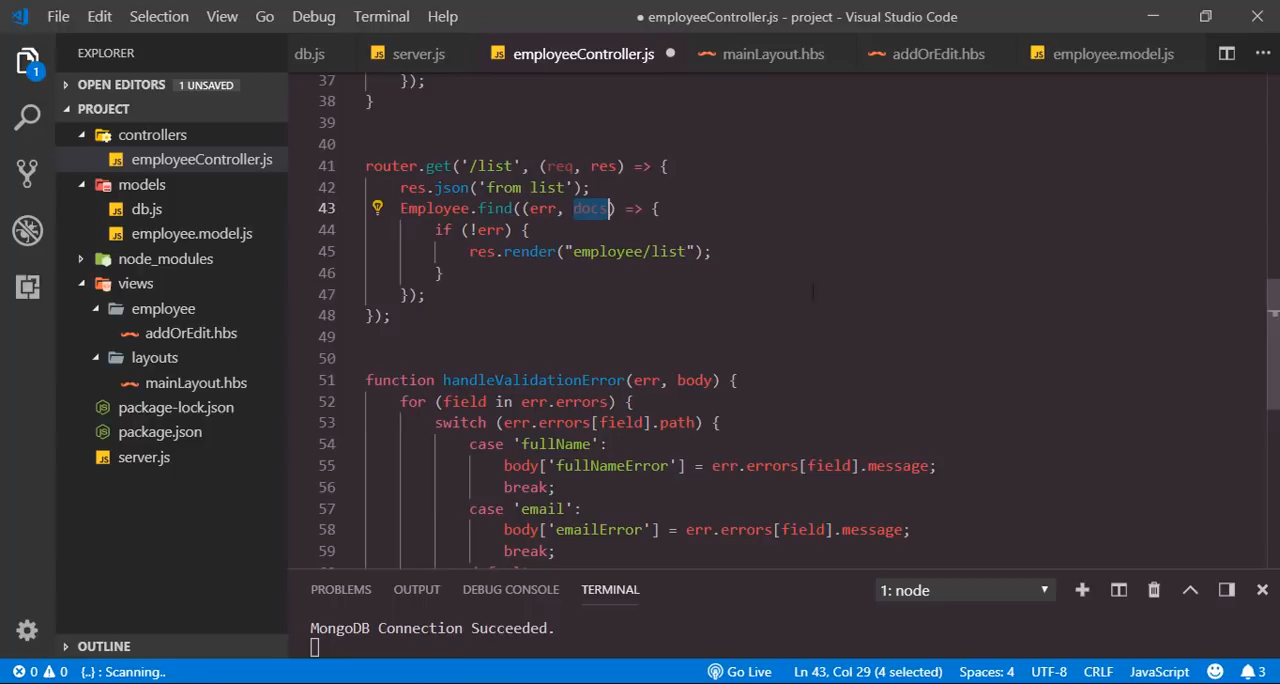 File Edit Selection View Go Debug Terminal Help
● employeeController.js - project - Visual Studio Code
1
EXPLORER
OPEN EDITORS 1 UNSAVED
PROJECT
controllers
employeeController.js
models
db.js
employee.model.js
node_modules
views
employee
addOrEdit.hbs
layouts
mainLayout.hbs
package-lock.json
package.json
server.js
OUTLINE
db.js server.js employeeController.js mainLayout.hbs addOrEdit.hbs employee.model.js
37 });
38 }
39
40
41 router.get('/list', (req, res) => {
42 res.json('from list');
43 Employee.find((err, docs) => {
44 if (!err) {
45 res.render("employee/list");
46 }
47 });
48 });
49
50
51 function handleValidationError(err, body) {
52 for (field in err.errors) {
53 switch (err.errors[field].path) {
54 case 'fullName':
55 body['fullNameError'] = err.errors[field].message;
56 break;
57 case 'email':
58 body['emailError'] = err.errors[field].message;
59 break;
PROBLEMS OUTPUT DEBUG CONSOLE TERMINAL 1: node
MongoDB Connection Succeeded.
0 0 {..} : Scanning.. Go Live Ln 43, Col 29 (4 selected) Spaces: 4 UTF-8 CRLF JavaScript 3